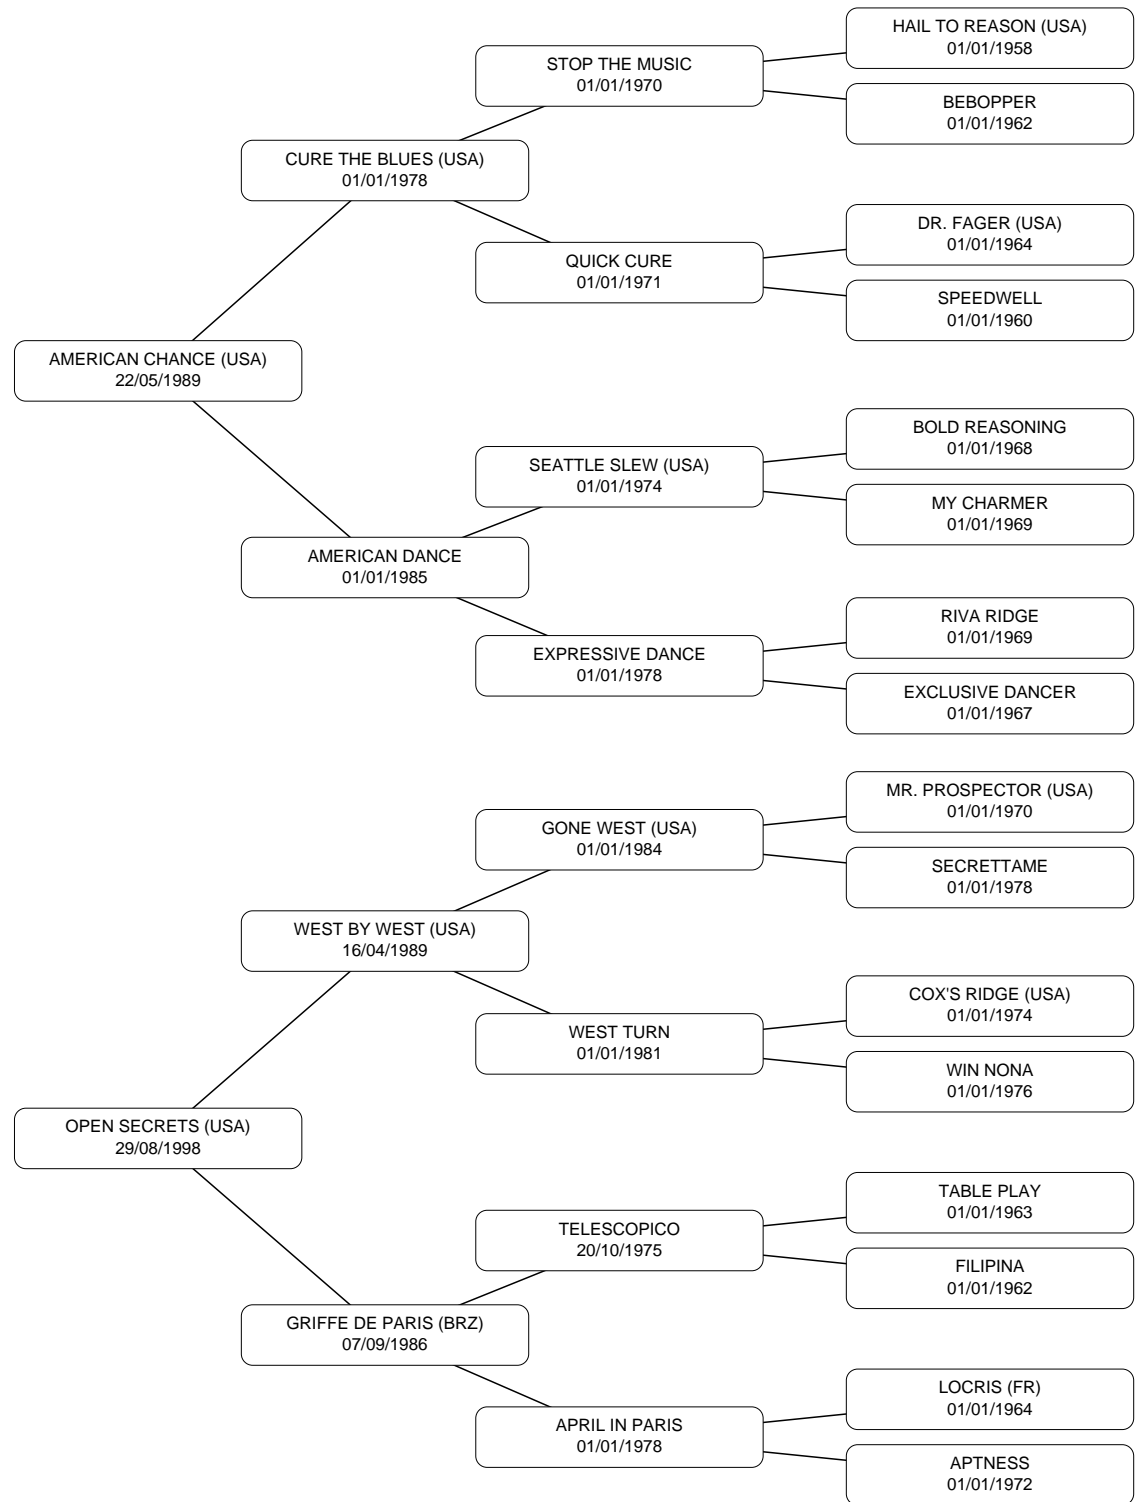 HAIL TO REASON (USA)
01/01/1958
STOP THE MUSIC
01/01/1970
BEBOPPER
01/01/1962
CURE THE BLUES (USA)
01/01/1978
DR. FAGER (USA)
01/01/1964
QUICK CURE
01/01/1971
SPEEDWELL
01/01/1960
AMERICAN CHANCE (USA)
22/05/1989
BOLD REASONING
01/01/1968
SEATTLE SLEW (USA)
01/01/1974
MY CHARMER
01/01/1969
AMERICAN DANCE
01/01/1985
RIVA RIDGE
01/01/1969
EXPRESSIVE DANCE
01/01/1978
EXCLUSIVE DANCER
01/01/1967
MR. PROSPECTOR (USA)
01/01/1970
GONE WEST (USA)
01/01/1984
SECRETTAME
01/01/1978
WEST BY WEST (USA)
16/04/1989
COX'S RIDGE (USA)
01/01/1974
WEST TURN
01/01/1981
WIN NONA
01/01/1976
OPEN SECRETS (USA)
29/08/1998
TABLE PLAY
01/01/1963
TELESCOPICO
20/10/1975
FILIPINA
01/01/1962
GRIFFE DE PARIS (BRZ)
07/09/1986
LOCRIS (FR)
01/01/1964
APRIL IN PARIS
01/01/1978
APTNESS
01/01/1972